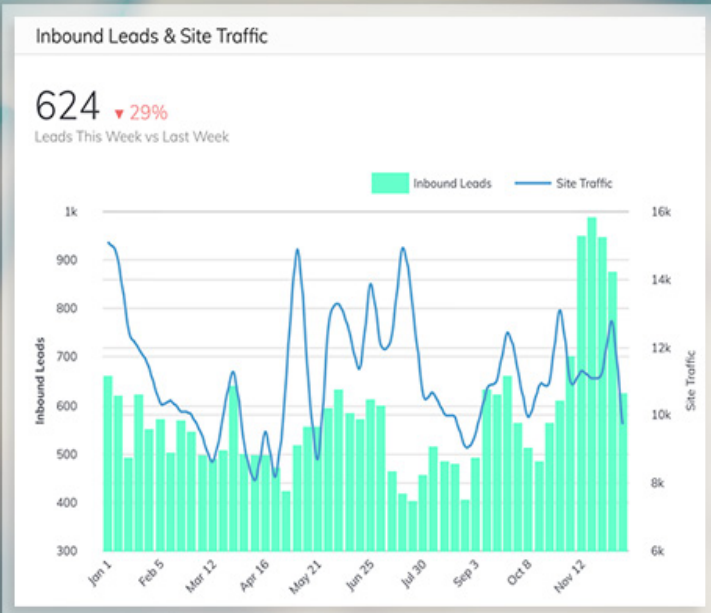 Inbound Leads & Site Traffic
624 ▼ 29%
Leads This Week vs Last Week
Inbound Leads
Site Traffic
1k
900
800
700
600
500
400
300
Inbound Leads
16k
14k
12k
10k
8k
6k
Site Traffic
Jan 1
Feb 5
Mar 12
Apr 16
May 21
Jun 25
Jul 30
Sep 3
Oct 8
Nov 12